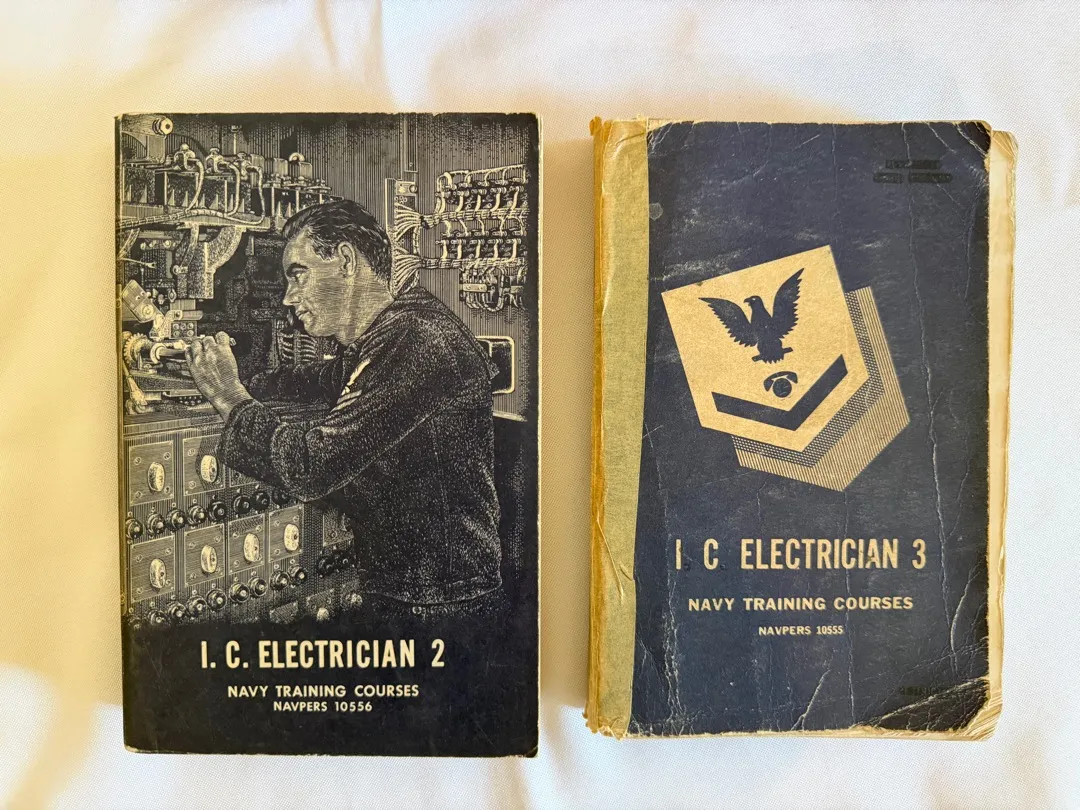 I. C. ELECTRICIAN 2
NAVY TRAINING COURSES
NAVPERS 10556
I. C. ELECTRICIAN 3
NAVY TRAINING COURSES
NAVPERS 10555